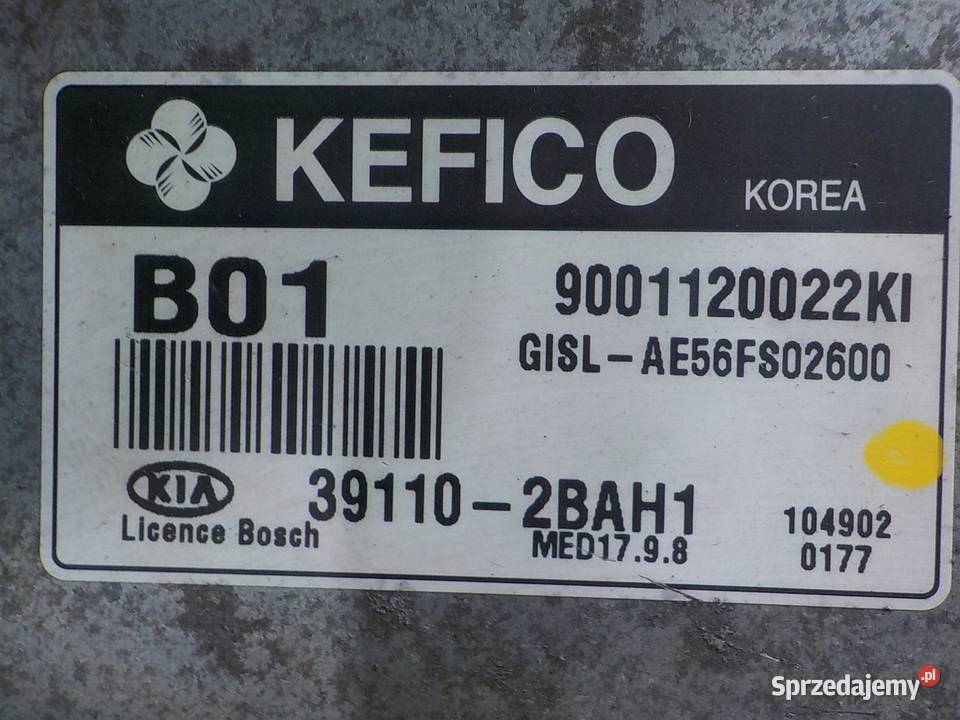 KEFICO KOREA
B01 9001120022KI
GISL-AE56FS02600
KIA 39110-2BAH1 104902
Licence Bosch MED17.9.8 0177
Sprzedajemy.pl